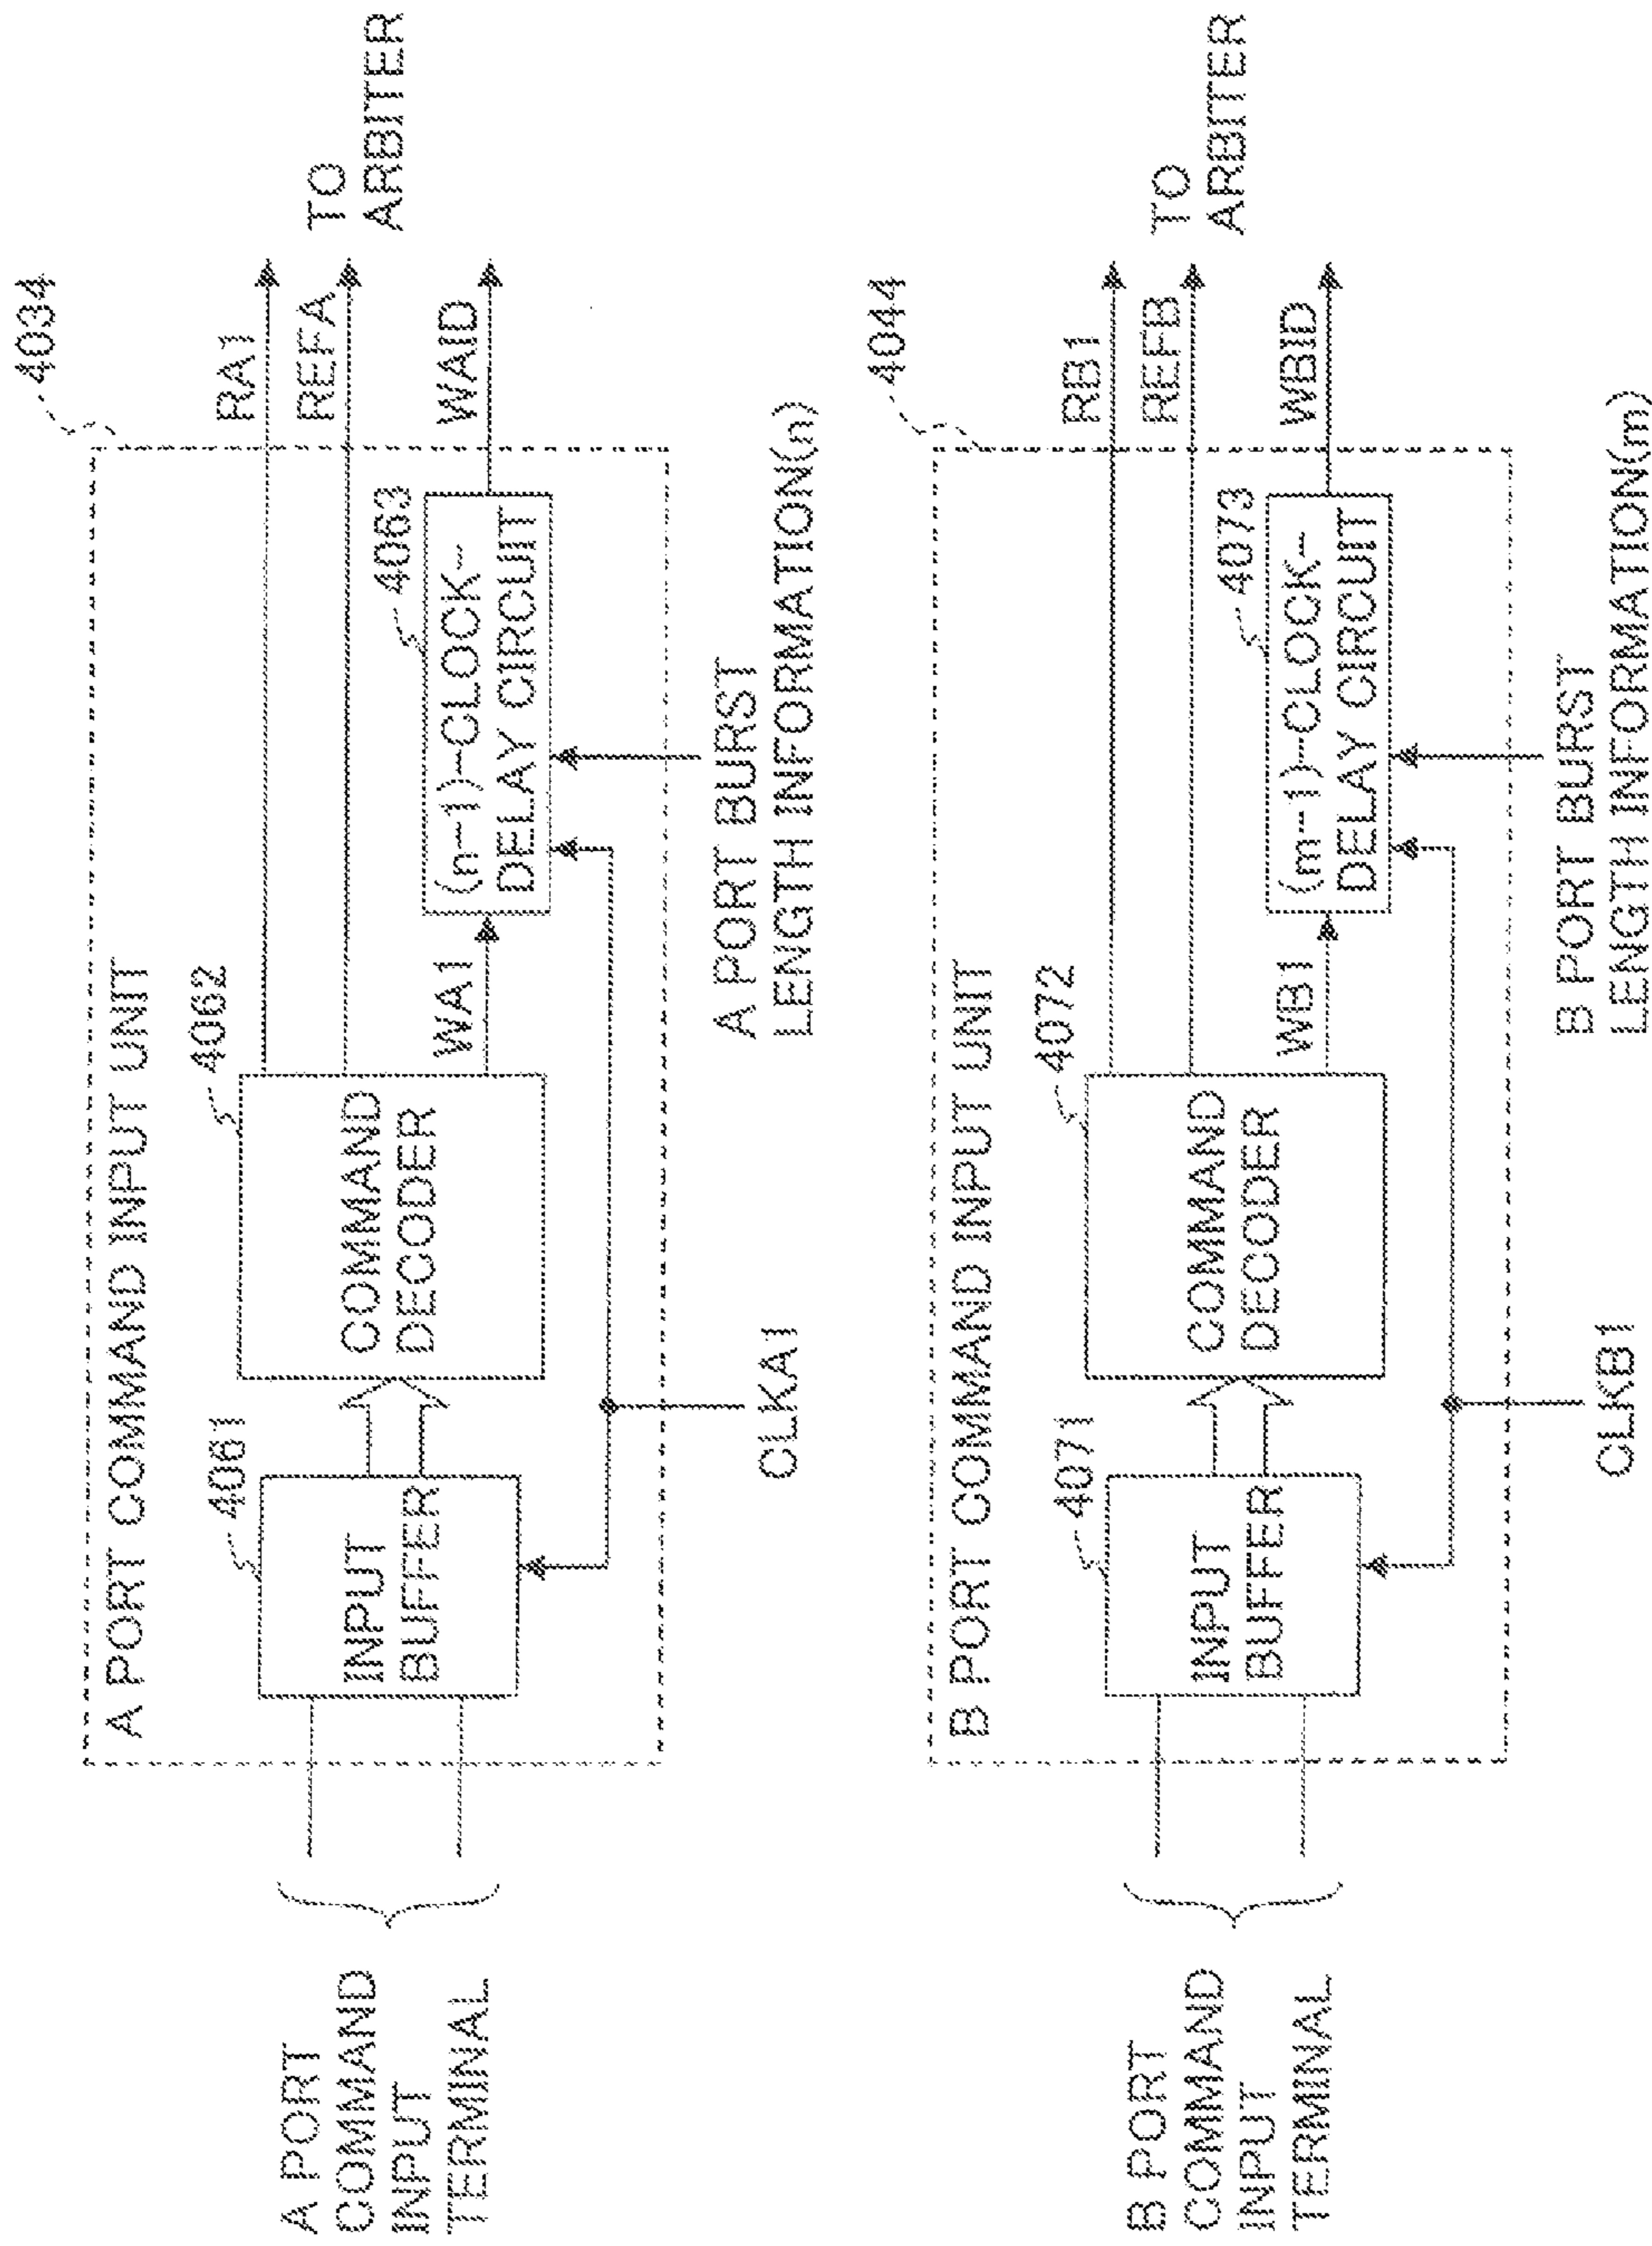 A PORT
COMMAND
INPUT
TERMINAL
A PORT COMMAND INPUT UNIT
4034
4061
INPUT
BUFFER
4062
COMMAND
DECODER
WA1
4063
(n-1)-CLOCK-
DELAY CIRCUIT
RA1
REFA
WAID
TO
ARBITER
CLKA1
A PORT BURST
LENGTH INFORMATION(n)
B PORT
COMMAND
INPUT
TERMINAL
B PORT COMMAND INPUT UNIT
4044
4071
INPUT
BUFFER
4072
COMMAND
DECODER
WB1
4073
(m-1)-CLOCK-
DELAY CIRCUIT
RB1
REFB
WBID
TO
ARBITER
CLKB1
B PORT BURST
LENGTH INFORMATION(m)